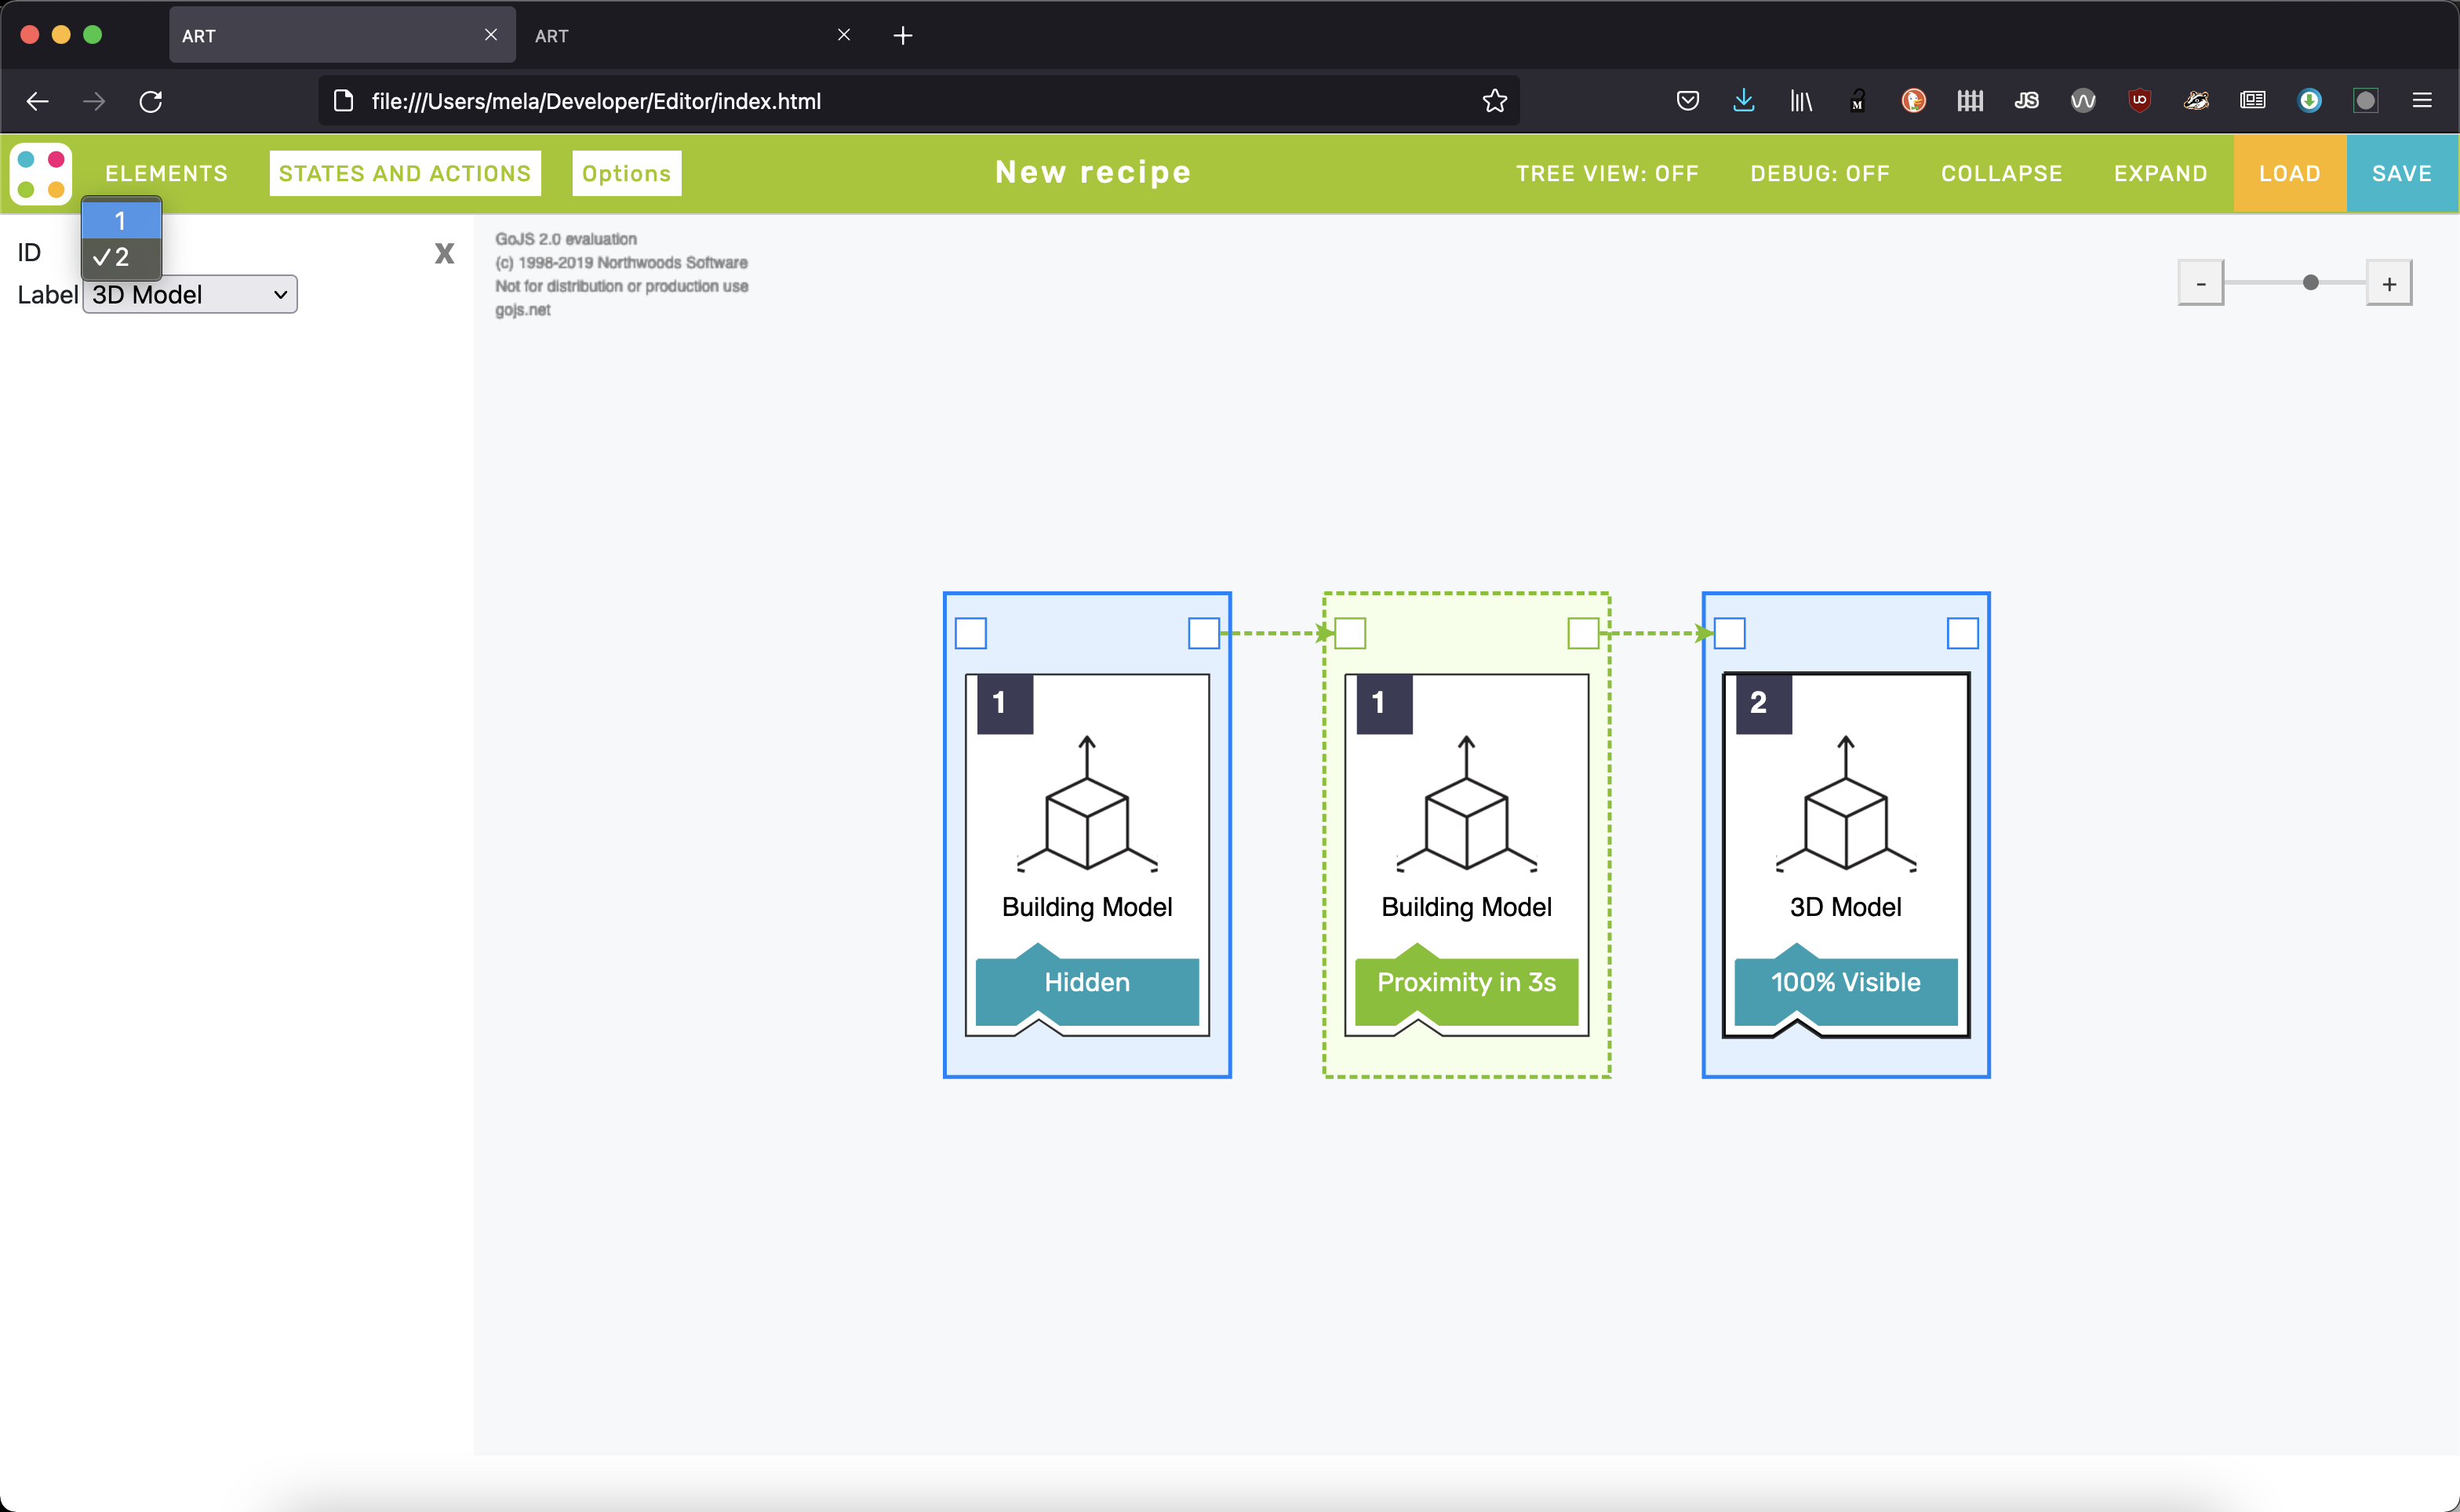 ART
ART
file:///Users/mela/Developer/Editor/index.html
M
JS
ELEMENTS
STATES AND ACTIONS
Options
New recipe
TREE VIEW: OFF
DEBUG: OFF
COLLAPSE
EXPAND
LOAD
SAVE
1
✓ 2
ID
X
Label
3D Model
GoJS 2.0 evaluation
(c) 1998-2019 Northwoods Software
Not for distribution or production use
gojs.net
-
+
1
Building Model
Hidden
1
Building Model
Proximity in 3s
2
3D Model
100% Visible